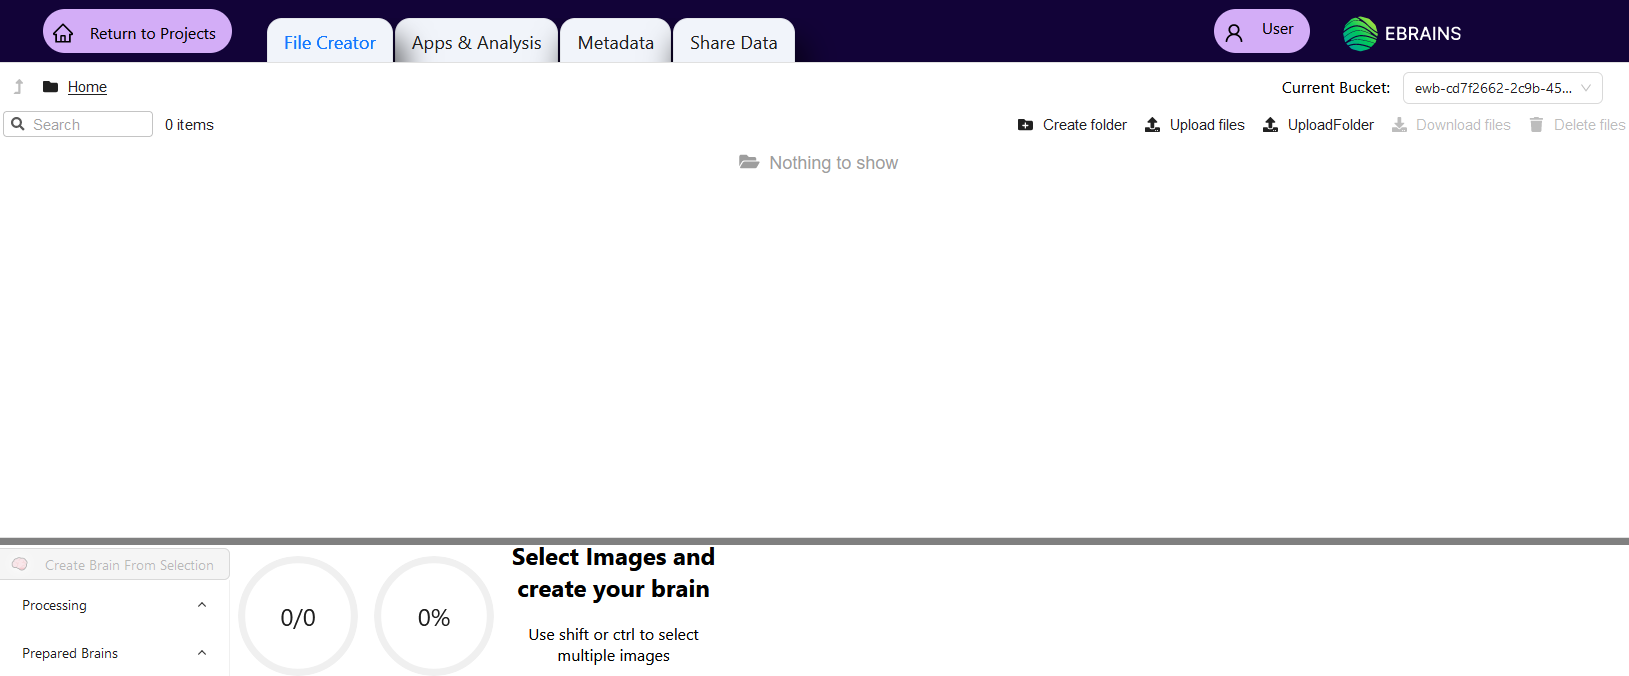 Return to Projects
File Creator
Apps & Analysis
Metadata
Share Data
User
EBRAINS
Home
Current Bucket:
ewb-cd7f2662-2c9b-45...
Search
0 items
Create folder
Upload files
UploadFolder
Download files
Delete files
Nothing to show
Create Brain From Selection
Processing
Prepared Brains
0/0
0%
Select Images and
create your brain
Use shift or ctrl to select
multiple images